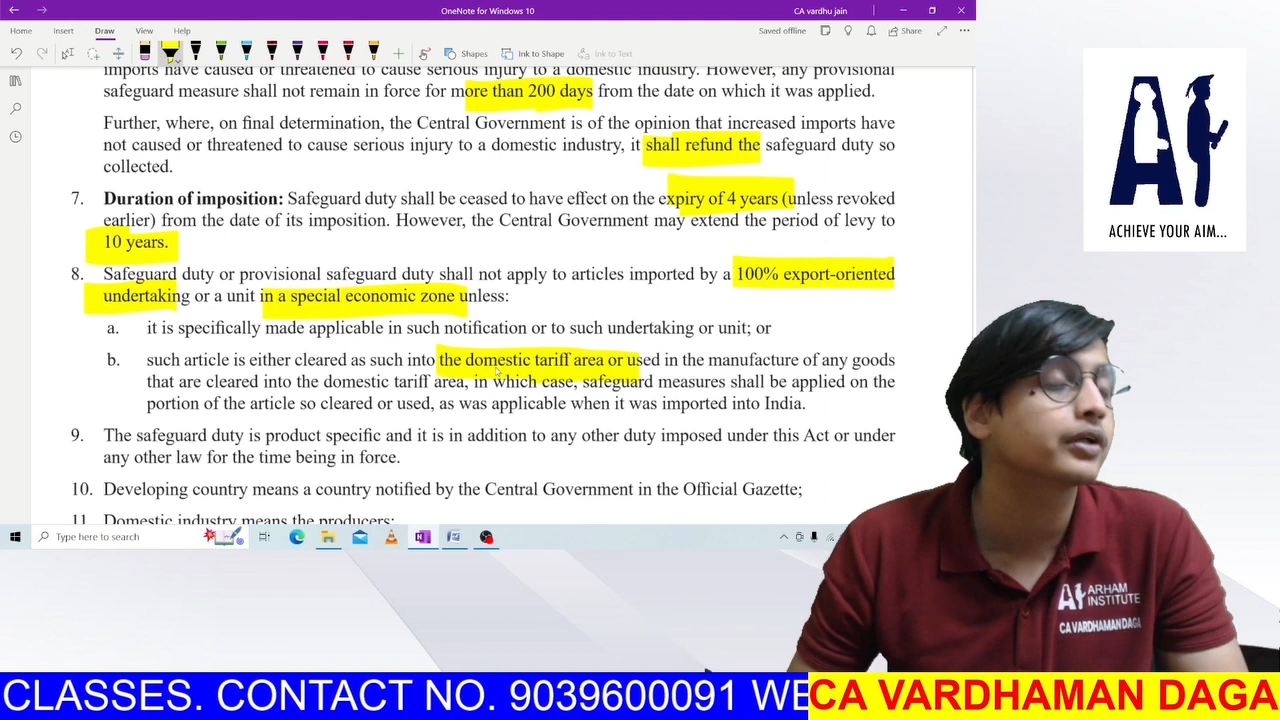 OneNote for Windows 10
CA vardhu jain
Home Insert Draw View Help
Saved offline
Share
Shapes
Ink to Shape
Ink to Text
imports have caused or threatened to cause serious injury to a domestic industry. However, any provisional
safeguard measure shall not remain in force for more than 200 days from the date on which it was applied.
Further, where, on final determination, the Central Government is of the opinion that increased imports have
not caused or threatened to cause serious injury to a domestic industry, it shall refund the safeguard duty so
collected.
7. Duration of imposition: Safeguard duty shall be ceased to have effect on the expiry of 4 years (unless revoked
earlier) from the date of its imposition. However, the Central Government may extend the period of levy to
10 years.
8. Safeguard duty or provisional safeguard duty shall not apply to articles imported by a 100% export-oriented
undertaking or a unit in a special economic zone unless:
a. it is specifically made applicable in such notification or to such undertaking or unit; or
b. such article is either cleared as such into the domestic tariff area or used in the manufacture of any goods
that are cleared into the domestic tariff area, in which case, safeguard measures shall be applied on the
portion of the article so cleared or used, as was applicable when it was imported into India.
9. The safeguard duty is product specific and it is in addition to any other duty imposed under this Act or under
any other law for the time being in force.
10. Developing country means a country notified by the Central Government in the Official Gazette;
11. Domestic industry means the producers:
Type here to search
ACHIEVE YOUR AIM...
ARHAM
INSTITUTE
CA VARDHAMAN DAGA
CLASSES. CONTACT NO. 9039600091 WE
CA VARDHAMAN DAGA